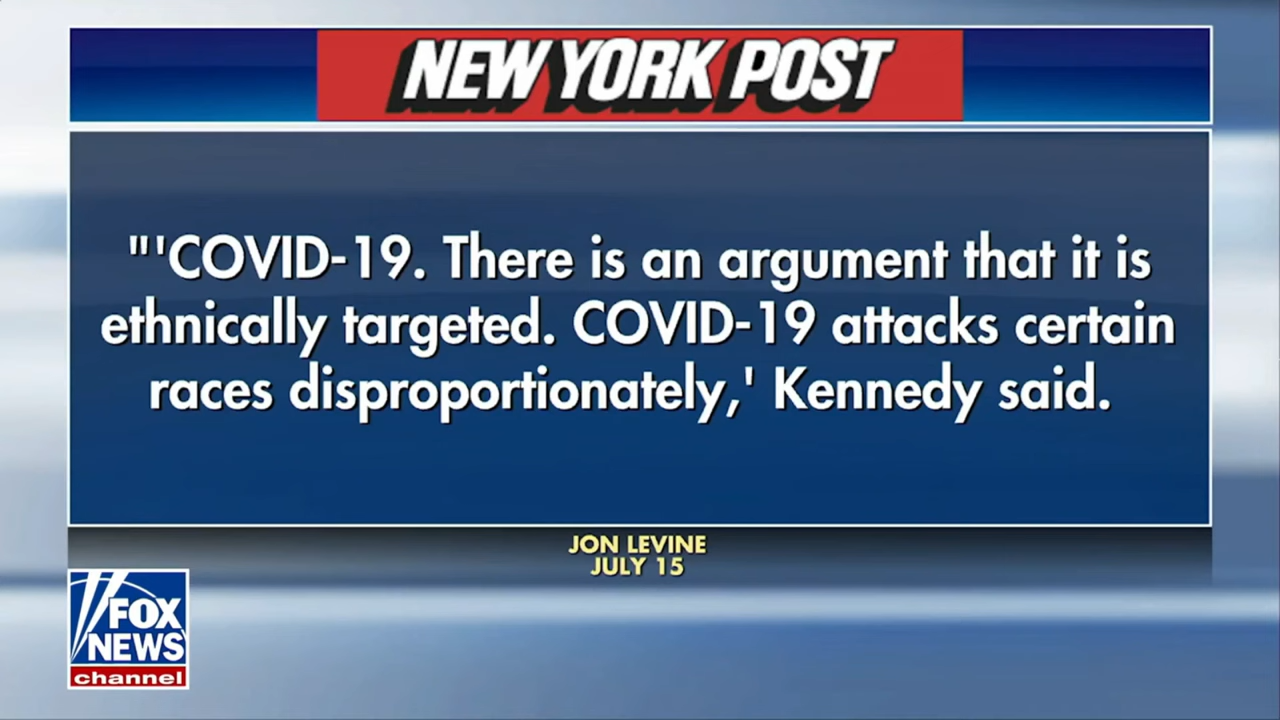 NEW YORK POST
"'COVID-19. There is an argument that it is
ethnically targeted. COVID-19 attacks certain
races disproportionately,' Kennedy said.
JON LEVINE
JULY 15
FOX
NEWS
channel